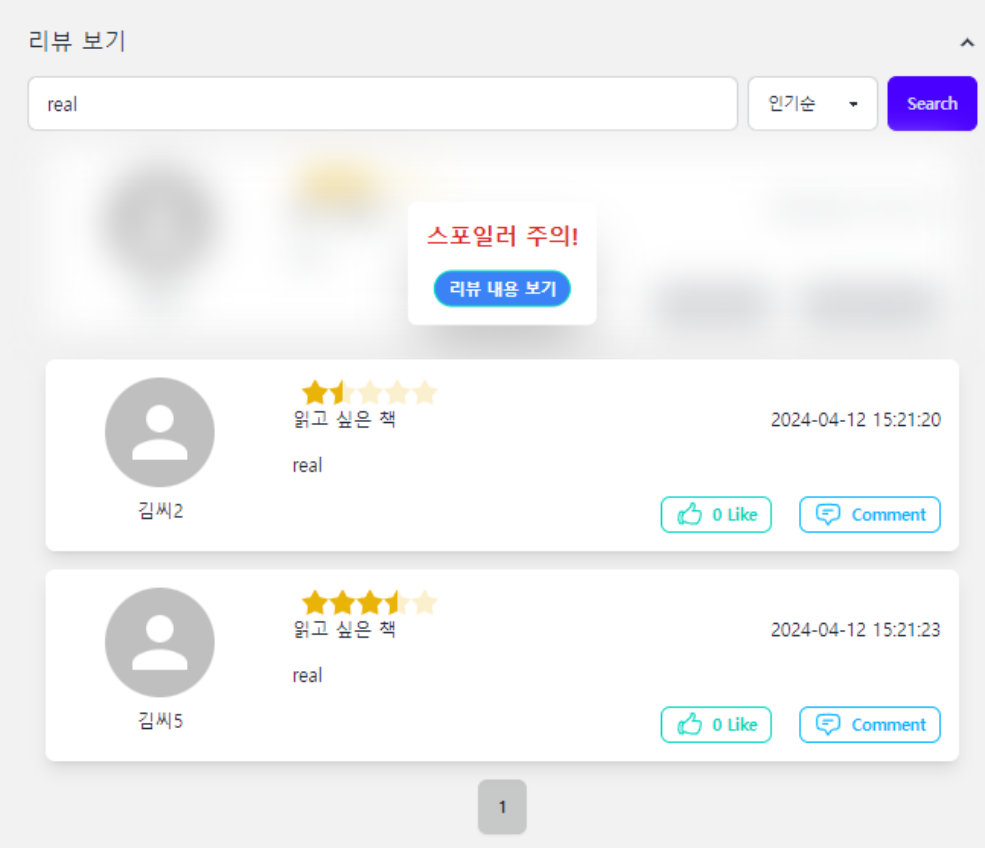 리뷰 보기
real 인기순 Search
스포일러 주의!
리뷰 내용 보기
읽고 싶은 책
2024-04-12 15:21:20
real
김씨2
0 Like Comment
읽고 싶은 책
2024-04-12 15:21:23
real
김씨5
0 Like Comment
1